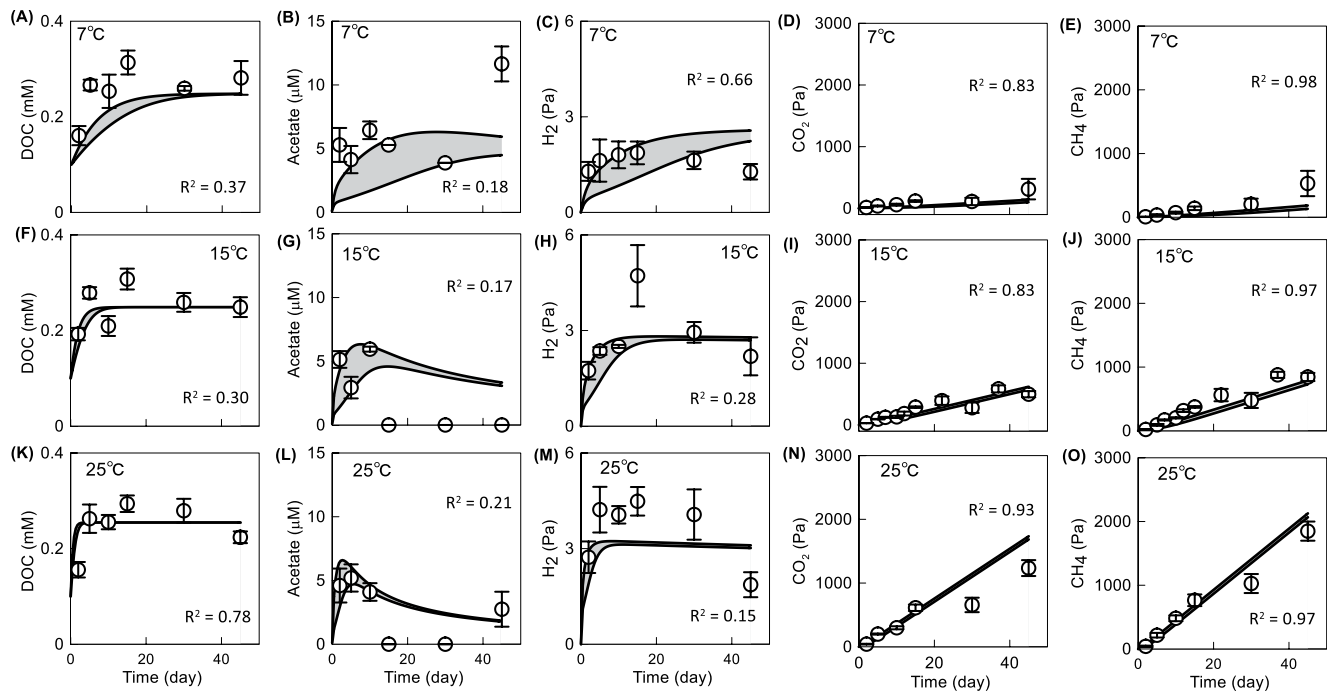 (A)
0.4
7°C
DOC (mM)
0.2
0
R² = 0.37
(B)
15
7°C
Acetate (μM)
10
5
0
R² = 0.18
(C)
6
7°C
H₂ (Pa)
3
0
R² = 0.66
(D)
3000
7°C
CO₂ (Pa)
2000
1000
0
R² = 0.83
(E)
3000
7°C
CH₄ (Pa)
2000
1000
0
R² = 0.98
(F)
0.4
15°C
DOC (mM)
0.2
0
R² = 0.30
(G)
15
15°C
Acetate (μM)
10
5
0
R² = 0.17
(H)
6
15°C
H₂ (Pa)
3
0
R² = 0.28
(I)
3000
15°C
CO₂ (Pa)
2000
1000
0
R² = 0.83
(J)
3000
15°C
CH₄ (Pa)
2000
1000
0
R² = 0.97
(K)
0.4
25°C
DOC (mM)
0.2
0
R² = 0.78
0 20 40
Time (day)
(L)
15
25°C
Acetate (μM)
10
5
0
R² = 0.21
0 20 40
Time (day)
(M)
6
25°C
H₂ (Pa)
3
0
R² = 0.15
0 20 40
Time (day)
(N)
3000
25°C
CO₂ (Pa)
2000
1000
0
R² = 0.93
0 20 40
Time (day)
(O)
3000
25°C
CH₄ (Pa)
2000
1000
0
R² = 0.97
0 20 40
Time (day)